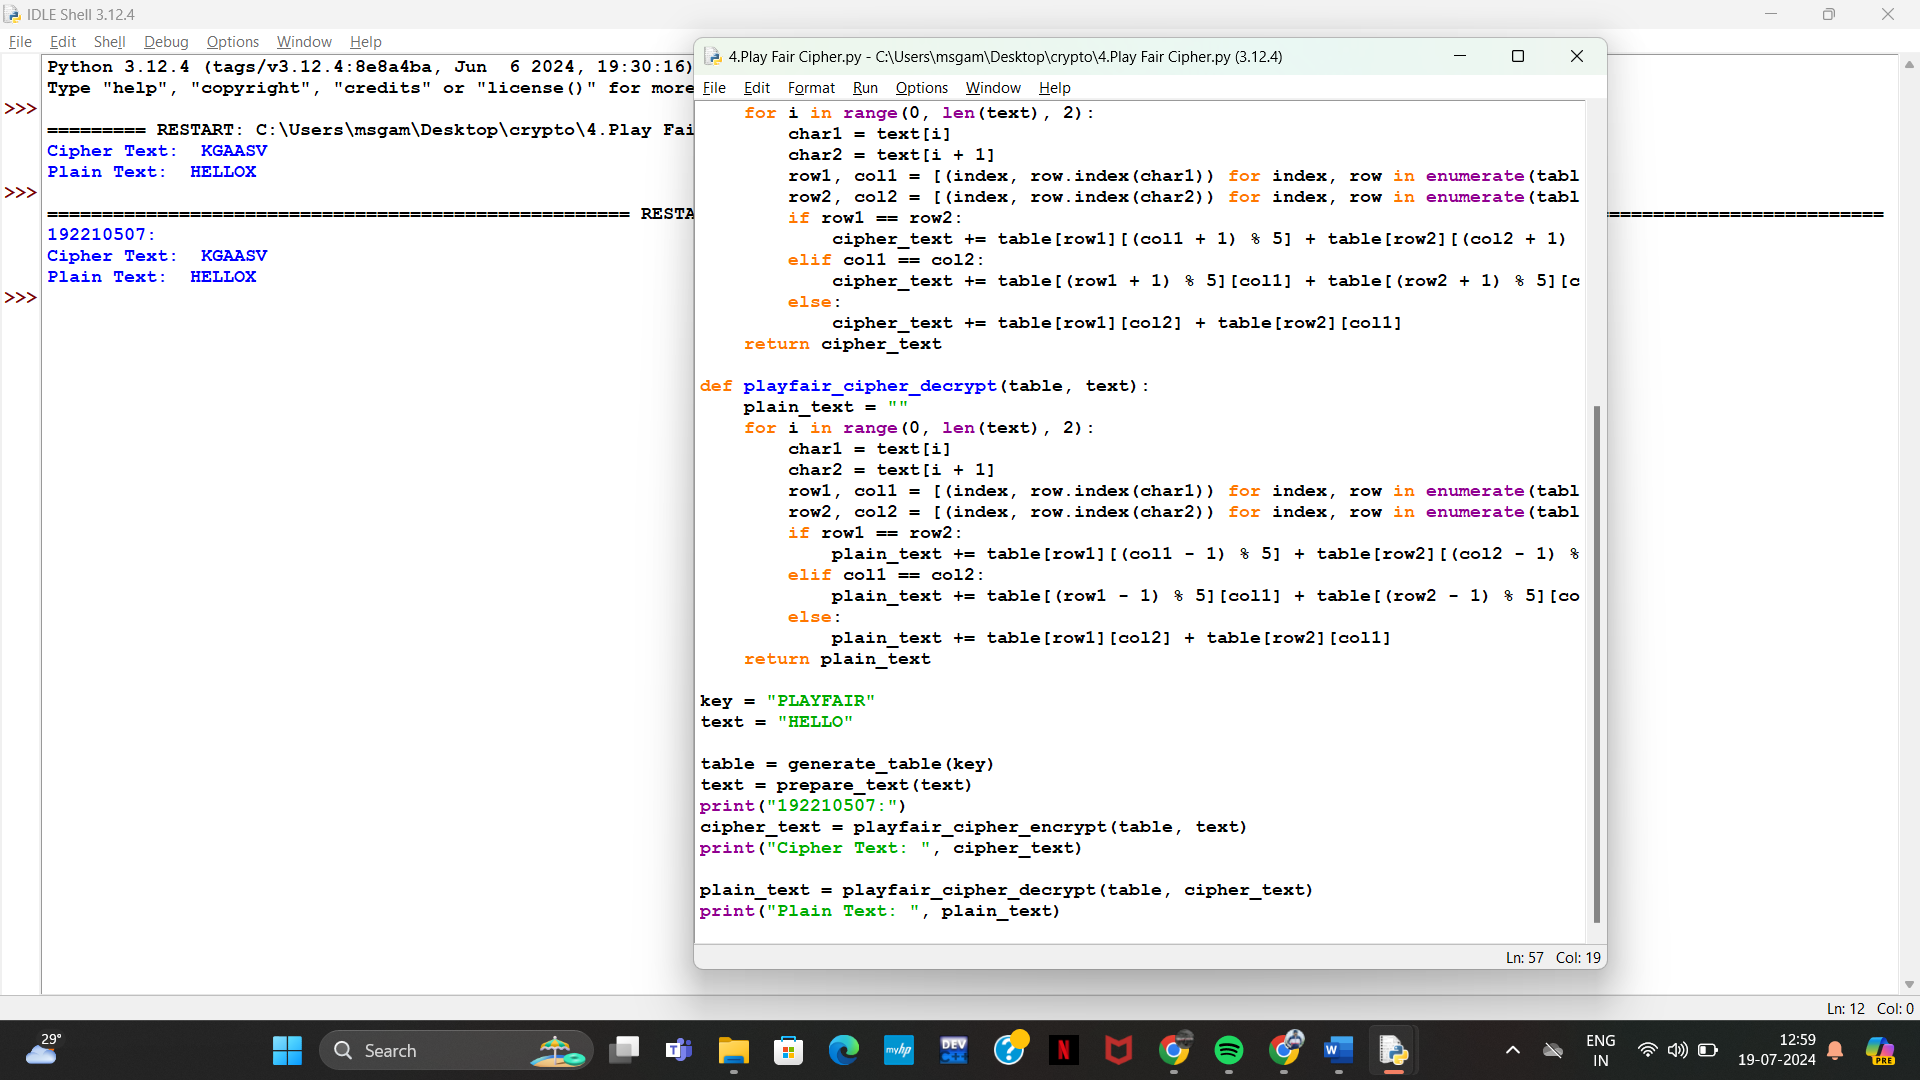 IDLE Shell 3.12.4
File Edit Shell Debug Options Window Help
Python 3.12.4 (tags/v3.12.4:8e8a4ba, Jun  6 2024, 19:30:16)
Type "help", "copyright", "credits" or "license()" for more
>>>
========= RESTART: C:\Users\msgam\Desktop\crypto\4.Play Fai
Cipher Text:  KGAASV
Plain Text:  HELLOX
>>>
===================================================== RESTA
192210507:
Cipher Text:  KGAASV
Plain Text:  HELLOX
>>>
4.Play Fair Cipher.py - C:\Users\msgam\Desktop\crypto\4.Play Fair Cipher.py (3.12.4)
File Edit Format Run Options Window Help
    for i in range(0, len(text), 2):
        char1 = text[i]
        char2 = text[i + 1]
        row1, col1 = [(index, row.index(char1)) for index, row in enumerate(tabl
        row2, col2 = [(index, row.index(char2)) for index, row in enumerate(tabl
        if row1 == row2:
            cipher_text += table[row1][(col1 + 1) % 5] + table[row2][(col2 + 1)
        elif col1 == col2:
            cipher_text += table[(row1 + 1) % 5][col1] + table[(row2 + 1) % 5][c
        else:
            cipher_text += table[row1][col2] + table[row2][col1]
    return cipher_text
def playfair_cipher_decrypt(table, text):
    plain_text = ""
    for i in range(0, len(text), 2):
        char1 = text[i]
        char2 = text[i + 1]
        row1, col1 = [(index, row.index(char1)) for index, row in enumerate(tabl
        row2, col2 = [(index, row.index(char2)) for index, row in enumerate(tabl
        if row1 == row2:
            plain_text += table[row1][(col1 - 1) % 5] + table[row2][(col2 - 1) %
        elif col1 == col2:
            plain_text += table[(row1 - 1) % 5][col1] + table[(row2 - 1) % 5][co
        else:
            plain_text += table[row1][col2] + table[row2][col1]
    return plain_text
key = "PLAYFAIR"
text = "HELLO"
table = generate_table(key)
text = prepare_text(text)
print("192210507:")
cipher_text = playfair_cipher_encrypt(table, text)
print("Cipher Text: ", cipher_text)
plain_text = playfair_cipher_decrypt(table, cipher_text)
print("Plain Text: ", plain_text)
Ln: 57 Col: 19
Ln: 12 Col: 0
29°
Search
myhp
DEV
C++
ENG
IN
12:59
19-07-2024
PRE